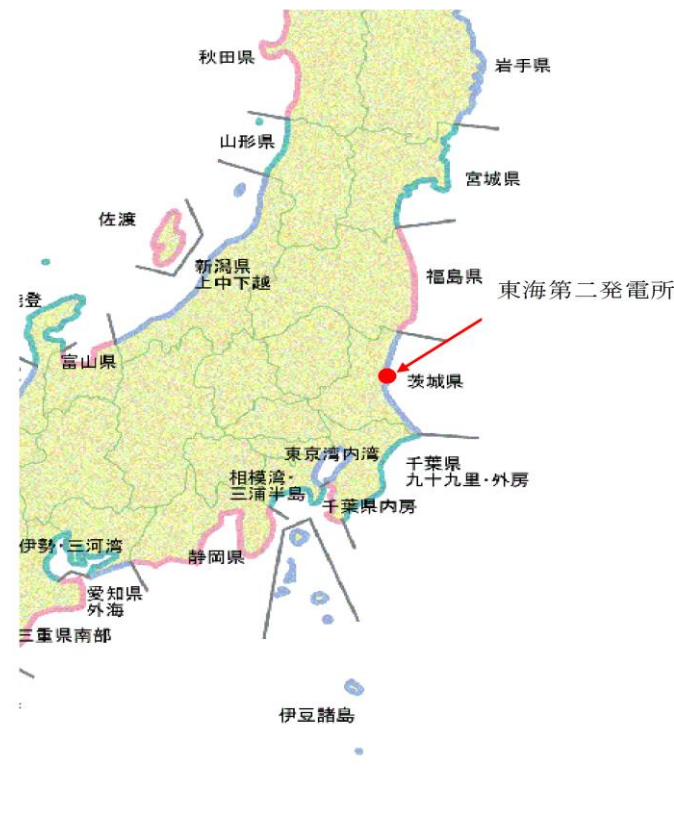 秋田県
岩手県
山形県
宮城県
佐渡
新潟県
上中下越
福島県
東海第二発電所
登
富山県
茨城県
東京湾内湾
千葉県
九十九里・外房
相模湾・
三浦半島
千葉県内房
伊勢・三河湾
静岡県
愛知県
外海
三重県南部
伊豆諸島